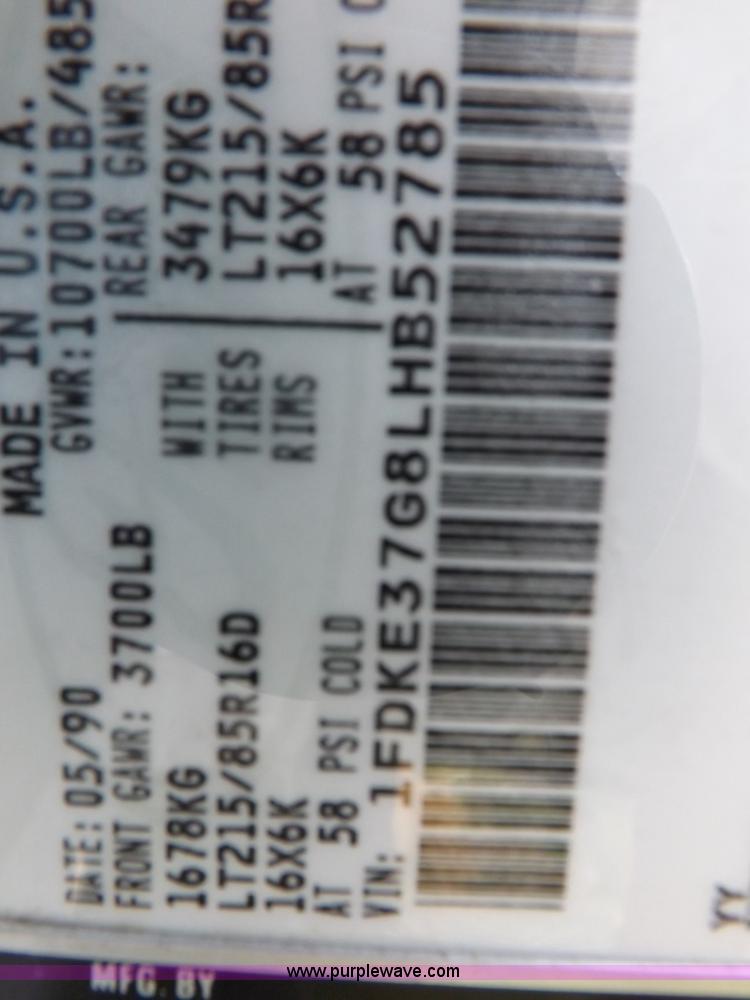 MADE IN U.S.A.
DATE: 05/90
GVWR:10700LB/485
FRONT GAWR: 3700LB
REAR GAWR:
1678KG
WITH
3479KG
LT215/85R16D
TIRES
LT215/85R
16X6K
RIMS
16X6K
AT 58 PSI COLD
AT 58 PSI C
VIN: 1FDKE37G8LHB52785
YY
MFG. BY
www.purplewave.com